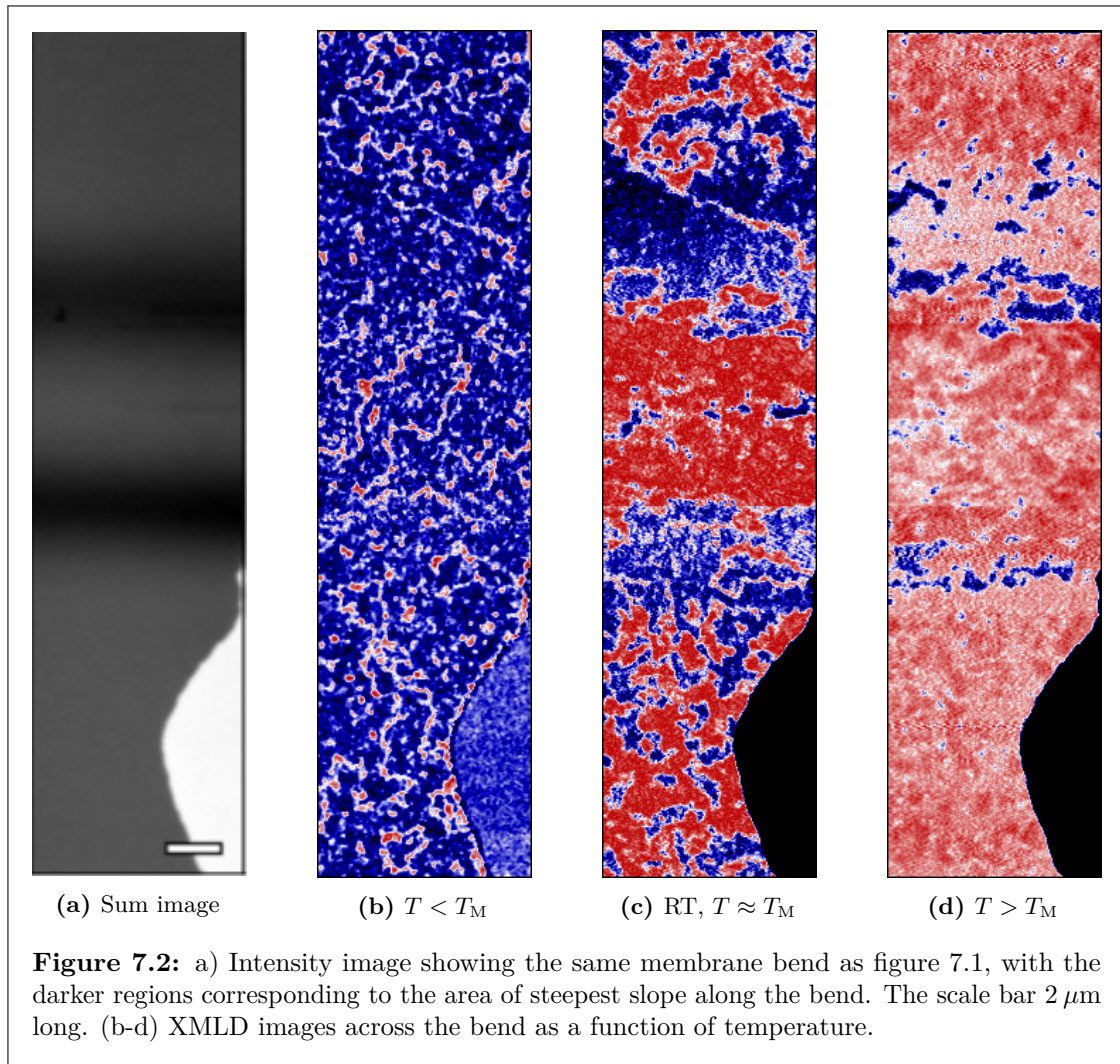 (a) Sum image
(b) T < T_M
(c) RT, T ≈ T_M
(d) T > T_M
Figure 7.2: a) Intensity image showing the same membrane bend as figure 7.1, with the
darker regions corresponding to the area of steepest slope along the bend. The scale bar 2 μm
long. (b-d) XMLD images across the bend as a function of temperature.